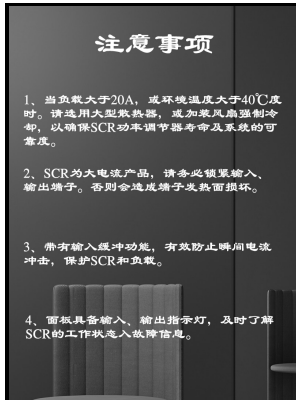 注意事项
1、当负载大于20A，或环境温度大于40℃度
时。请选用大型散热器，或加装风扇强制冷
却，以确保SCR功率调节器寿命及系统的可
靠度。
2、SCR为大电流产品，请务必锁紧输入、
输出端子。否则会造成端子发热面损坏。
3、带有输入缓冲功能，有效防止瞬间电流
冲击，保护SCR和负载。
4、面板具备输入、输出指示灯，及时了解
SCR的工作状态入故障信息。